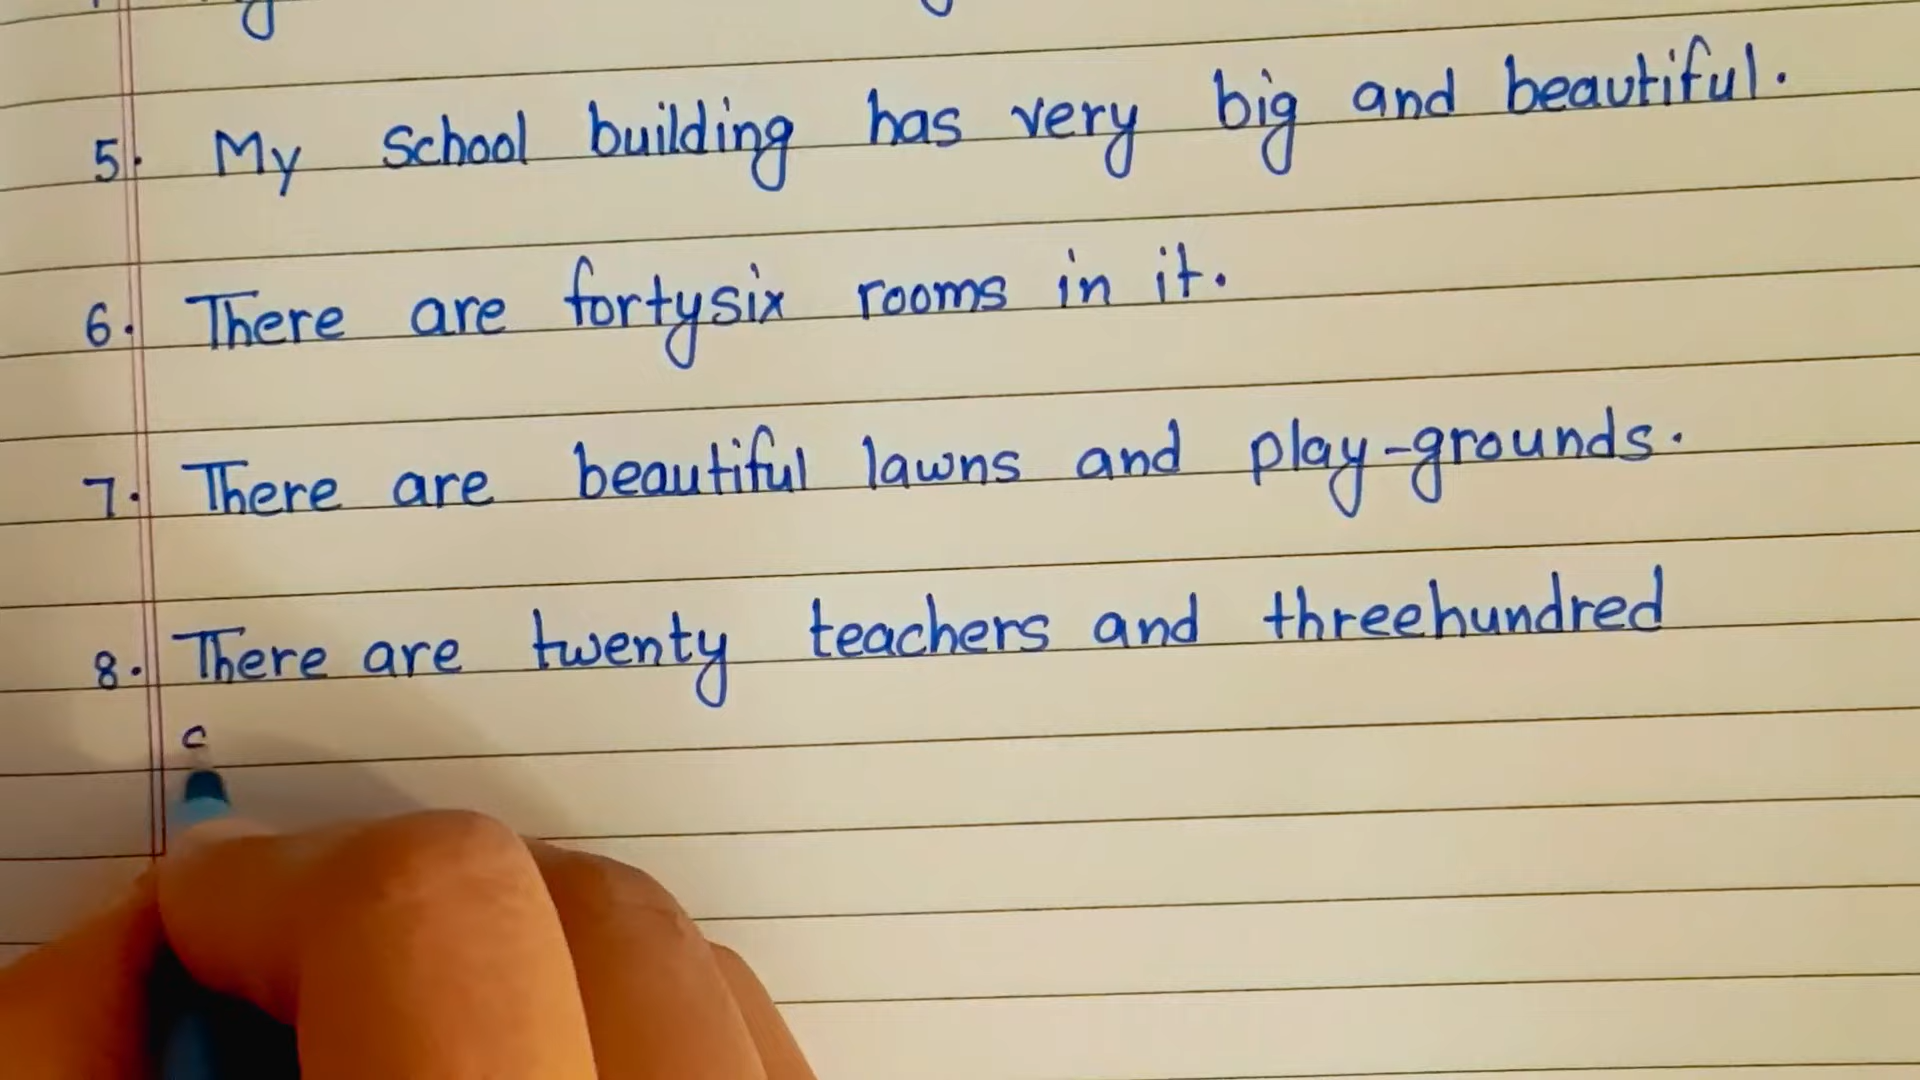 5. My School building has very big and beautiful.
6. There are fortysix rooms in it.
7. There are beautiful lawns and play-grounds.
8. There are twenty teachers and threehundred